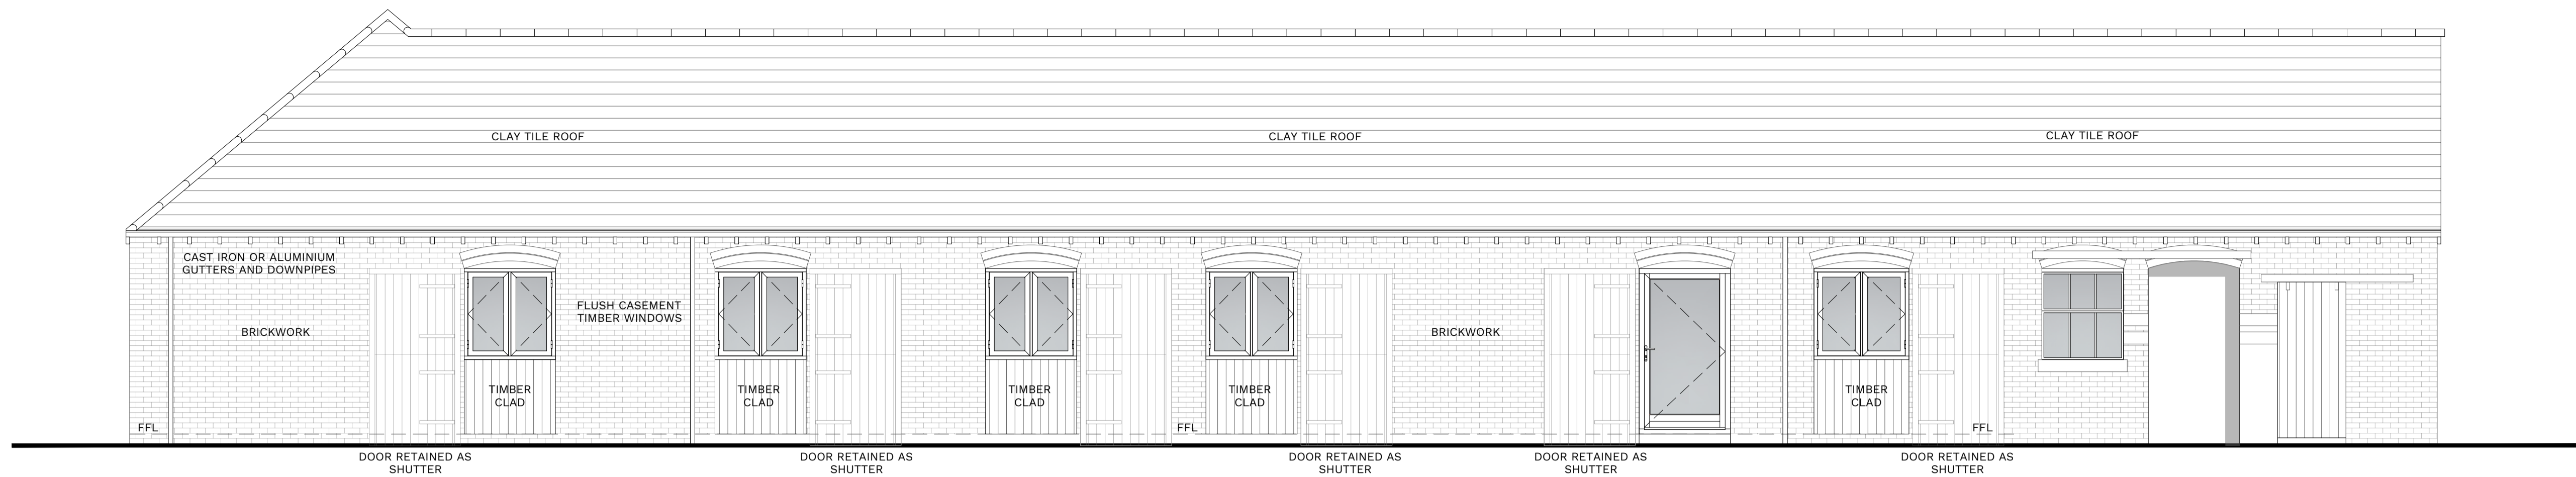 CLAY TILE ROOF
CLAY TILE ROOF
CLAY TILE ROOF
CAST IRON OR ALUMINIUM
GUTTERS AND DOWNPIPES
FLUSH CASEMENT
TIMBER WINDOWS
BRICKWORK
BRICKWORK
TIMBER
CLAD
TIMBER
CLAD
TIMBER
CLAD
TIMBER
CLAD
TIMBER
CLAD
FFL
FFL
FFL
DOOR RETAINED AS
SHUTTER
DOOR RETAINED AS
SHUTTER
DOOR RETAINED AS
SHUTTER
DOOR RETAINED AS
SHUTTER
DOOR RETAINED AS
SHUTTER